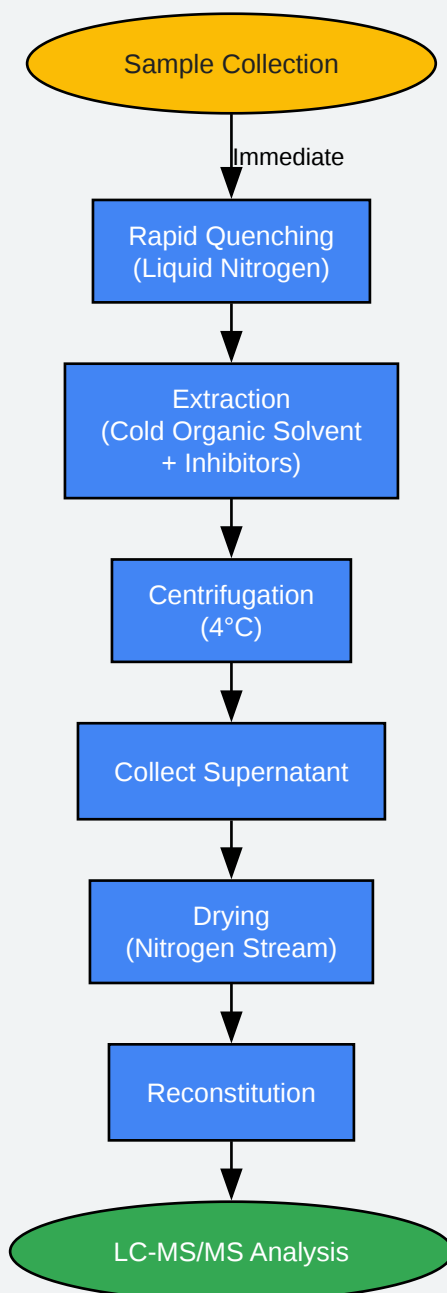 Sample Collection
Immediate
Rapid Quenching
(Liquid Nitrogen)
Extraction
(Cold Organic Solvent
+ Inhibitors)
Centrifugation
(4°C)
Collect Supernatant
Drying
(Nitrogen Stream)
Reconstitution
LC-MS/MS Analysis